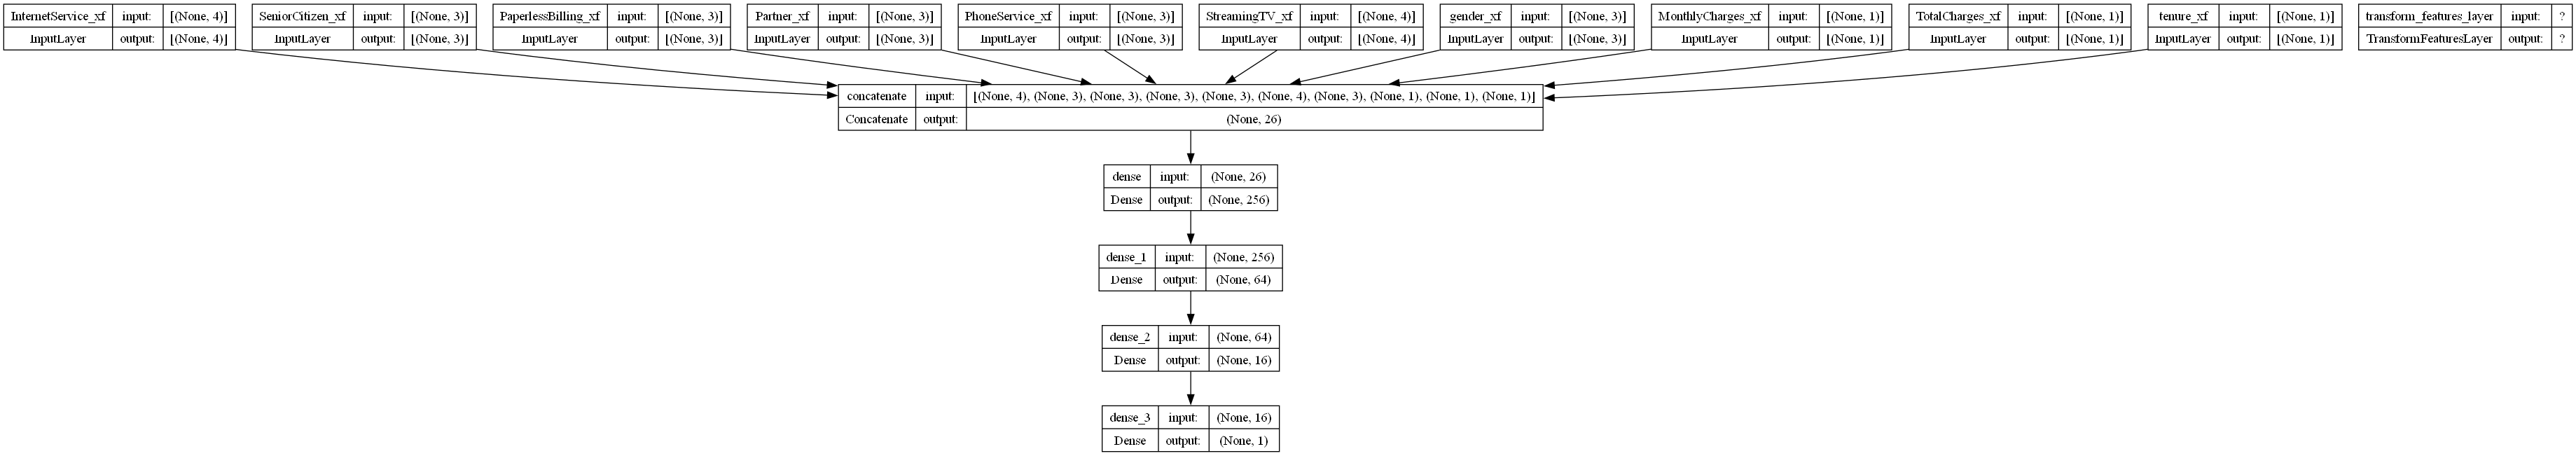 InternetService_xf input: [(None, 4)]
InputLayer output: [(None, 4)]
SeniorCitizen_xf input: [(None, 3)]
InputLayer output: [(None, 3)]
PaperlessBilling_xf input: [(None, 3)]
InputLayer output: [(None, 3)]
Partner_xf input: [(None, 3)]
InputLayer output: [(None, 3)]
PhoneService_xf input: [(None, 3)]
InputLayer output: [(None, 3)]
StreamingTV_xf input: [(None, 4)]
InputLayer output: [(None, 4)]
gender_xf input: [(None, 3)]
InputLayer output: [(None, 3)]
MonthlyCharges_xf input: [(None, 1)]
InputLayer output: [(None, 1)]
TotalCharges_xf input: [(None, 1)]
InputLayer output: [(None, 1)]
tenure_xf input: [(None, 1)]
InputLayer output: [(None, 1)]
transform_features_layer input: ?
TransformFeaturesLayer output: ?
concatenate input: [(None, 4), (None, 3), (None, 3), (None, 3), (None, 3), (None, 4), (None, 3), (None, 1), (None, 1), (None, 1)]
Concatenate output: (None, 26)
dense input: (None, 26)
Dense output: (None, 256)
dense_1 input: (None, 256)
Dense output: (None, 64)
dense_2 input: (None, 64)
Dense output: (None, 16)
dense_3 input: (None, 16)
Dense output: (None, 1)